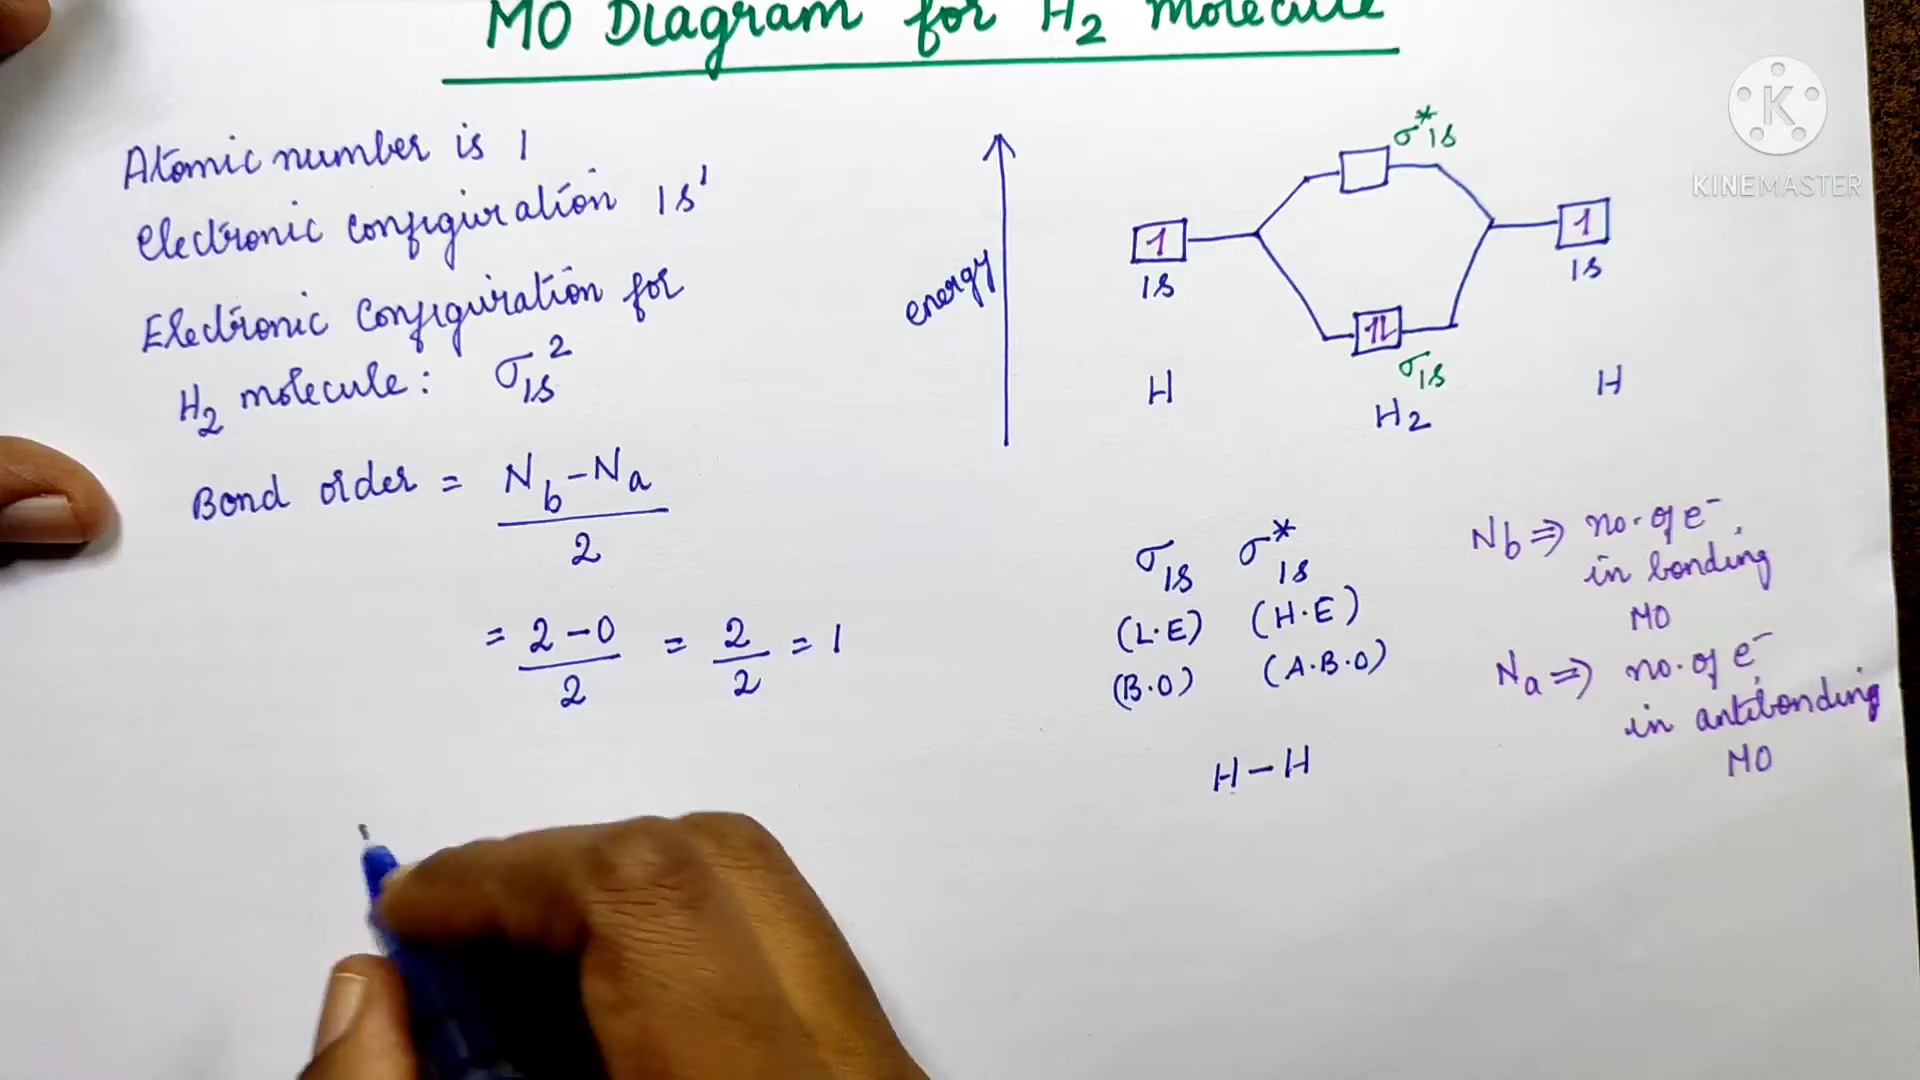 MO Diagram for H2 molecule
Atomic number is 1
Electronic configuration 1s¹
Electronic Configuration for
H2 molecule: σ1s²
Bond order = Nb - Na
2
= 2 - 0 / 2 = 2 / 2 = 1
energy
σ*1s
1
1s
1
1s
1⇂
σ1s
H
H2
H
σ1s σ*1s
(L.E) (H.E)
(B.O) (A.B.O)
H - H
Nb ⇒ no. of e⁻
in bonding
MO
Na ⇒ no. of e⁻
in antibonding
MO
K
KINEMASTER